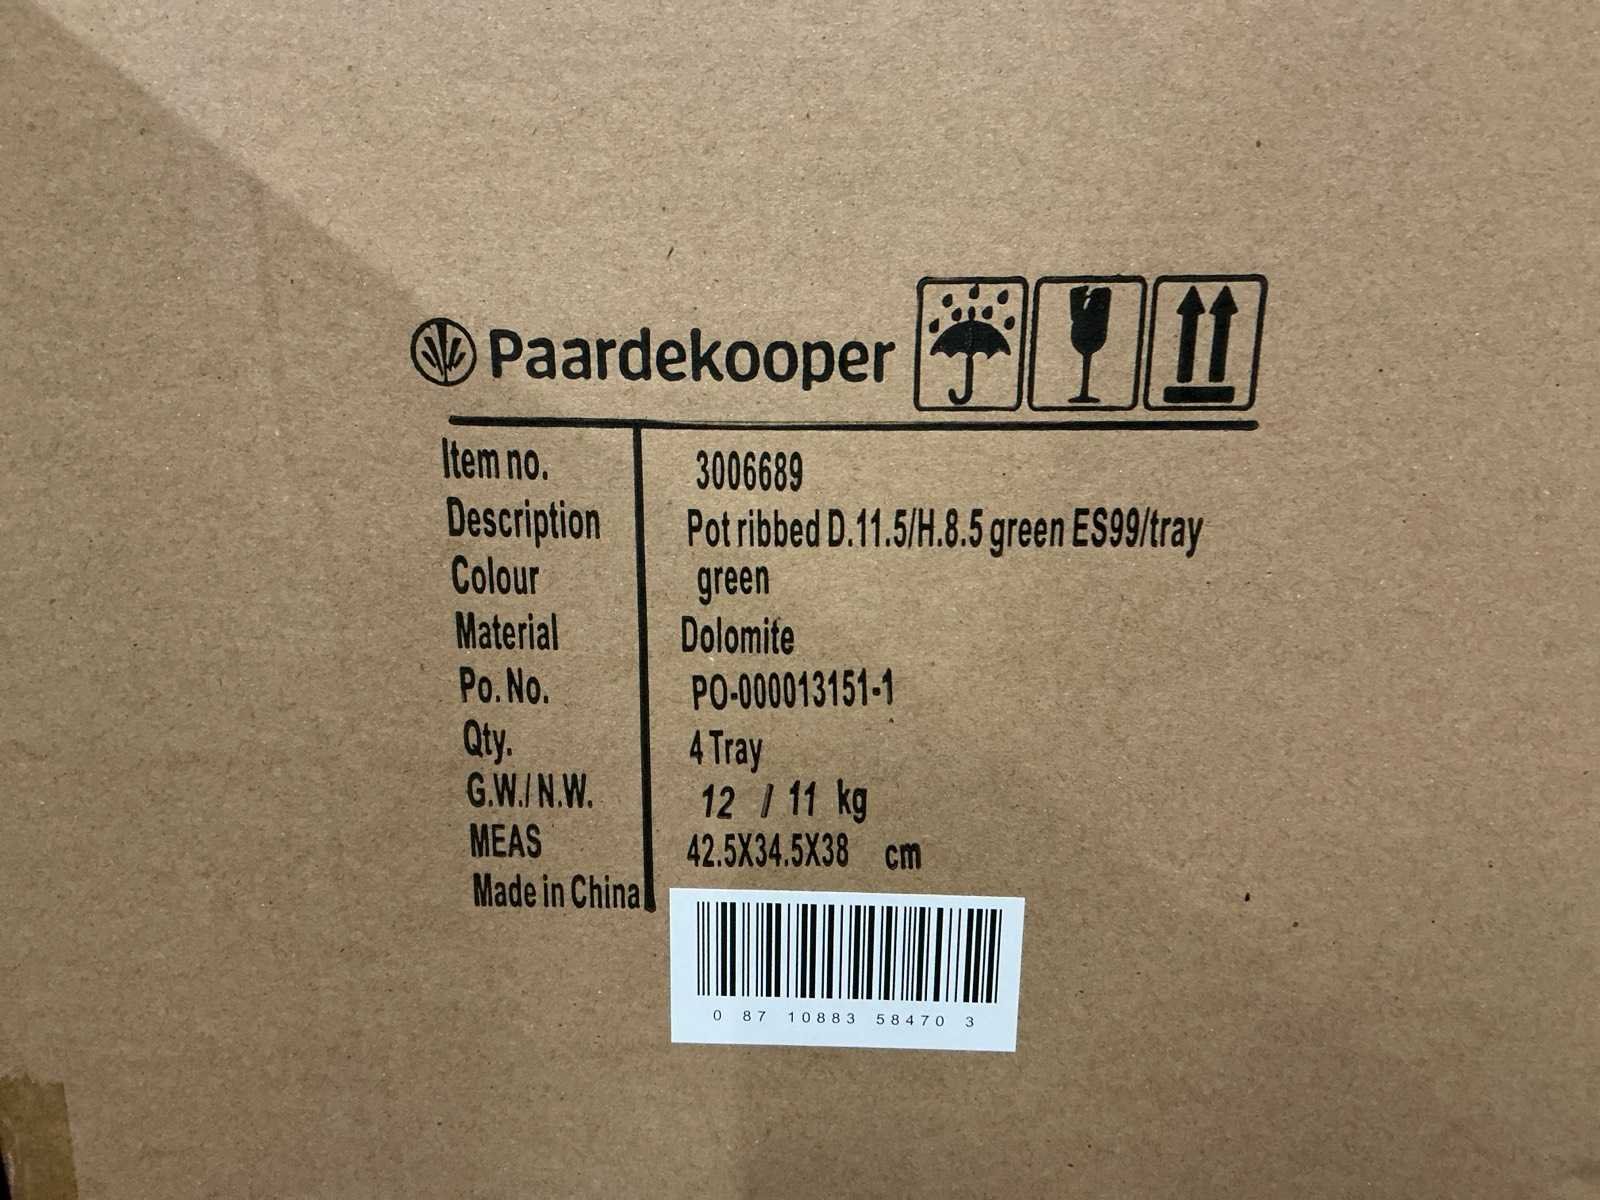 Paardekooper
Item no. 3006689
Description Pot ribbed D.11.5/H.8.5 green ES99/tray
Colour green
Material Dolomite
Po. No. PO-000013151-1
Qty. 4 Tray
G.W./N.W. 12 / 11 kg
MEAS 42.5X34.5X38 cm
Made in China
0 87 10883 58470 3